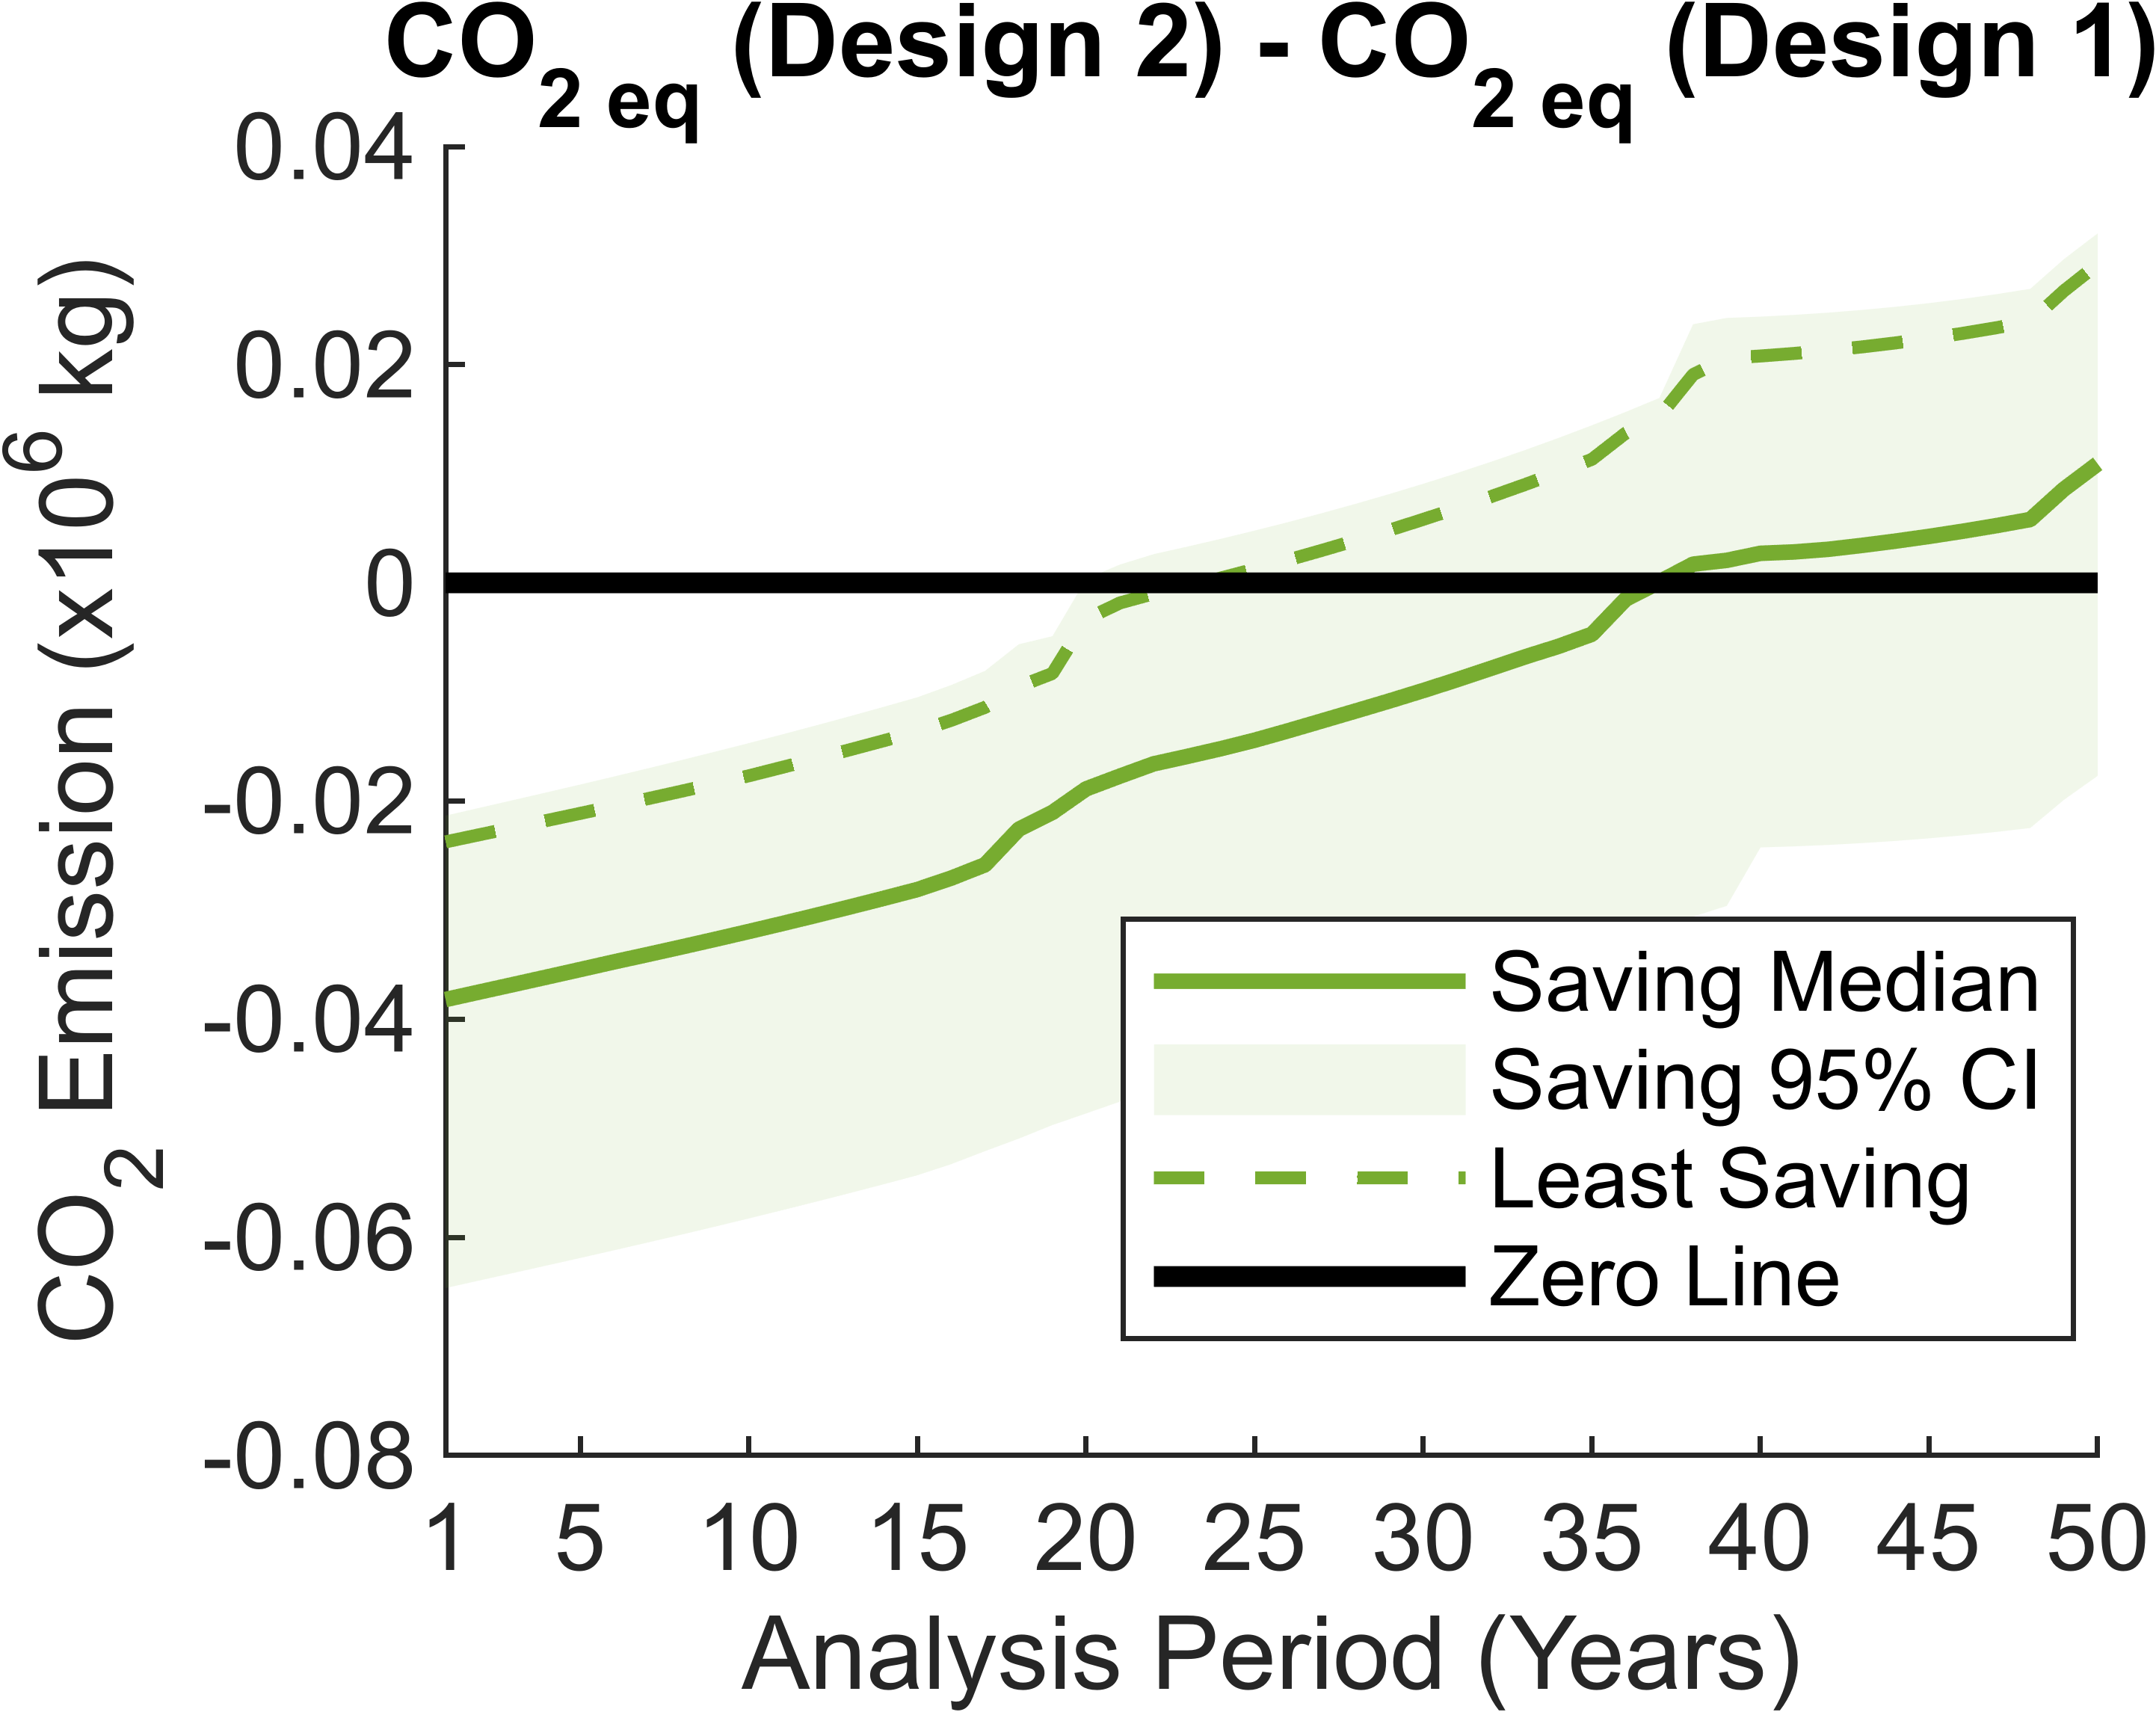 CO2 eq (Design 2) - CO2 eq (Design 1)
CO2 Emission (x10^6 kg)
0.04
0.02
0
-0.02
-0.04
-0.06
-0.08
Saving Median
Saving 95% CI
Least Saving
Zero Line
1 5 10 15 20 25 30 35 40 45 50
Analysis Period (Years)